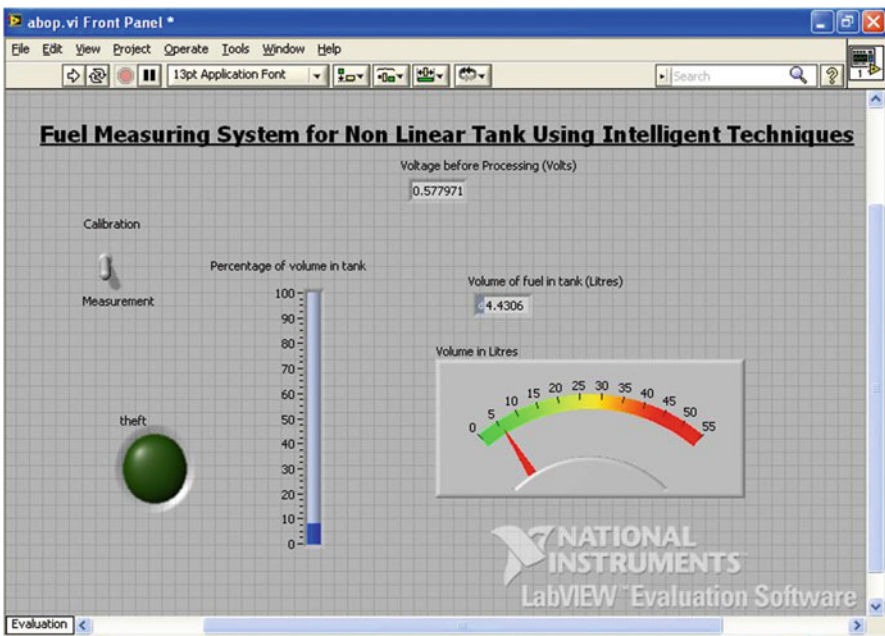 abop.vi Front Panel *
File Edit View Project Operate Tools Window Help
13pt Application Font
Search
1
Fuel Measuring System for Non Linear Tank Using Intelligent Techniques
Voltage before Processing (Volts)
0.577971
Calibration
Measurement
Percentage of volume in tank
100
90
80
70
60
50
40
30
20
10
0
Volume of fuel in tank (Litres)
4.4306
Volume in Litres
0 5 10 15 20 25 30 35 40 45 50 55
theft
NATIONAL
INSTRUMENTS
LabVIEW™Evaluation Software
Evaluation